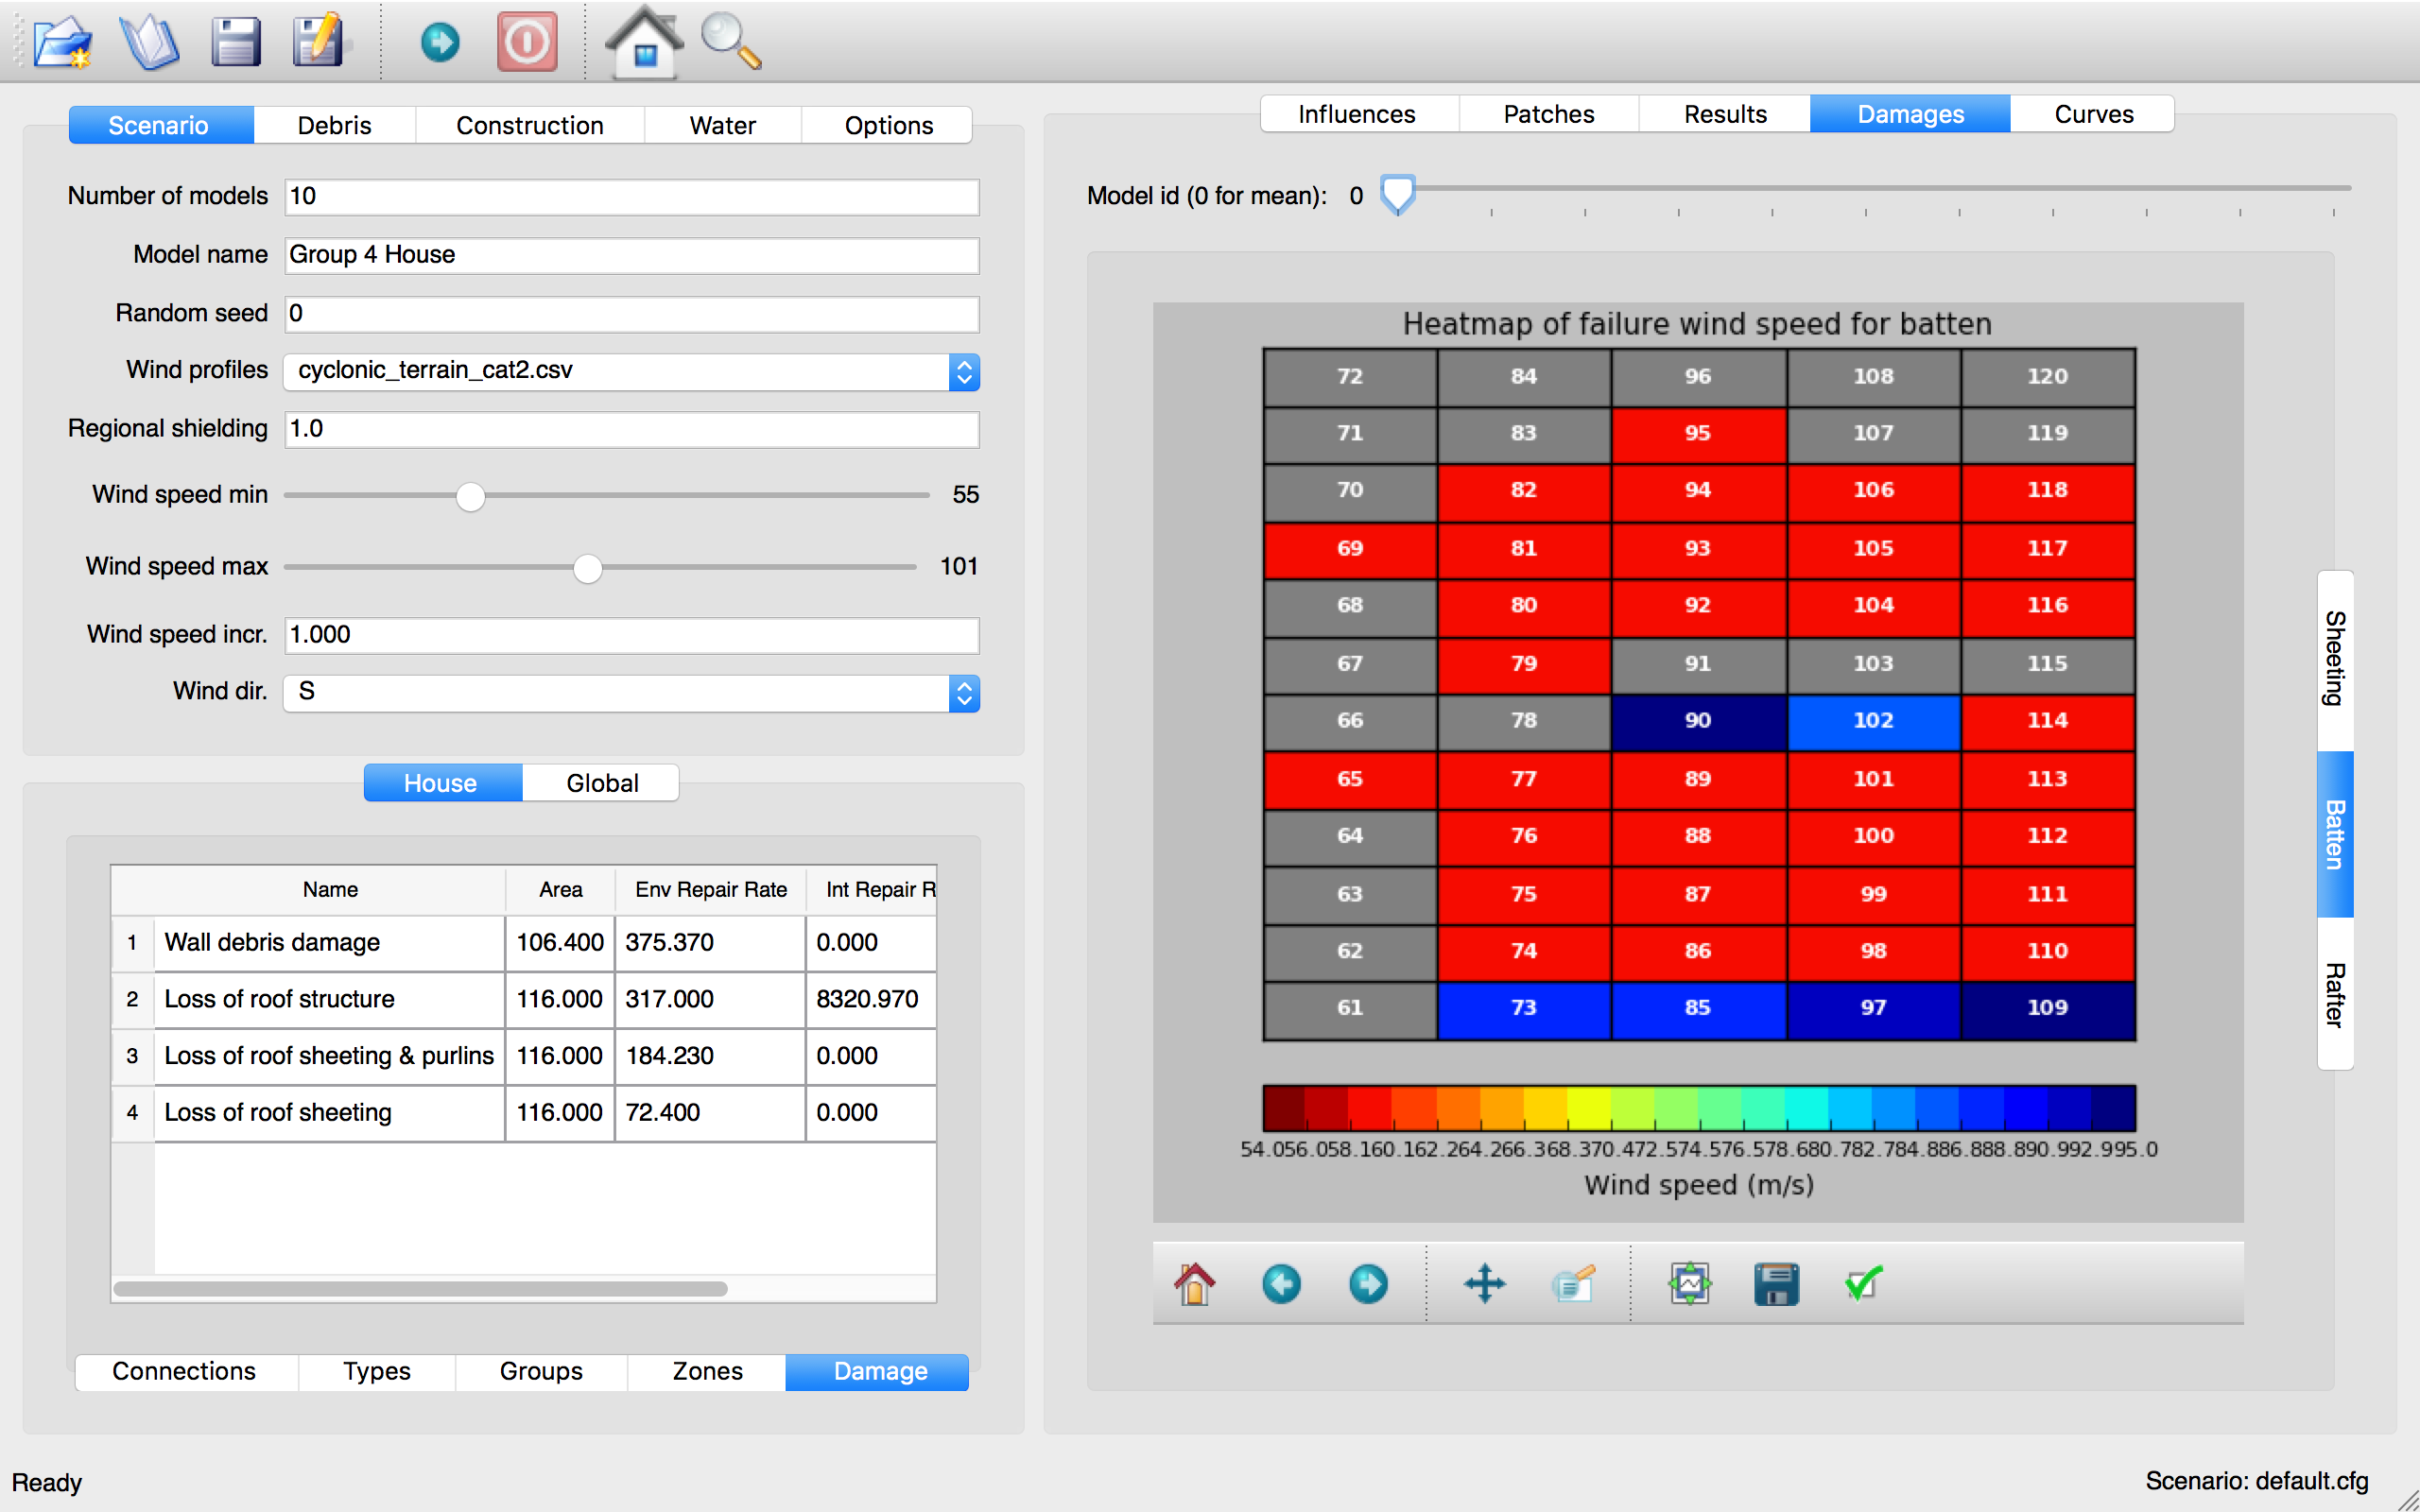 Scenario Debris Construction Water Options
Number of models 10
Model name Group 4 House
Random seed 0
Wind profiles cyclonic_terrain_cat2.csv
Regional shielding 1.0
Wind speed min 55
Wind speed max 101
Wind speed incr. 1.000
Wind dir. S
House Global
Name Area Env Repair Rate Int Repair R
1 Wall debris damage 106.400 375.370 0.000
2 Loss of roof structure 116.000 317.000 8320.970
3 Loss of roof sheeting & purlins 116.000 184.230 0.000
4 Loss of roof sheeting 116.000 72.400 0.000
Connections Types Groups Zones Damage
Influences Patches Results Damages Curves
Model id (0 for mean): 0
Heatmap of failure wind speed for batten
72 84 96 108 120
71 83 95 107 119
70 82 94 106 118
69 81 93 105 117
68 80 92 104 116
67 79 91 103 115
66 78 90 102 114
65 77 89 101 113
64 76 88 100 112
63 75 87 99 111
62 74 86 98 110
61 73 85 97 109
54.056.058.160.162.264.266.368.370.472.574.576.578.680.782.784.886.888.890.992.995.0
Wind speed (m/s)
Sheeting
Batten
Rafter
Ready
Scenario: default.cfg